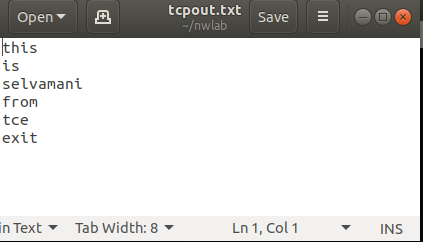 Open
tcpout.txt
~/nwlab
Save
this
is
selvamani
from
tce
exit
in Text
Tab Width: 8
Ln 1, Col 1
INS